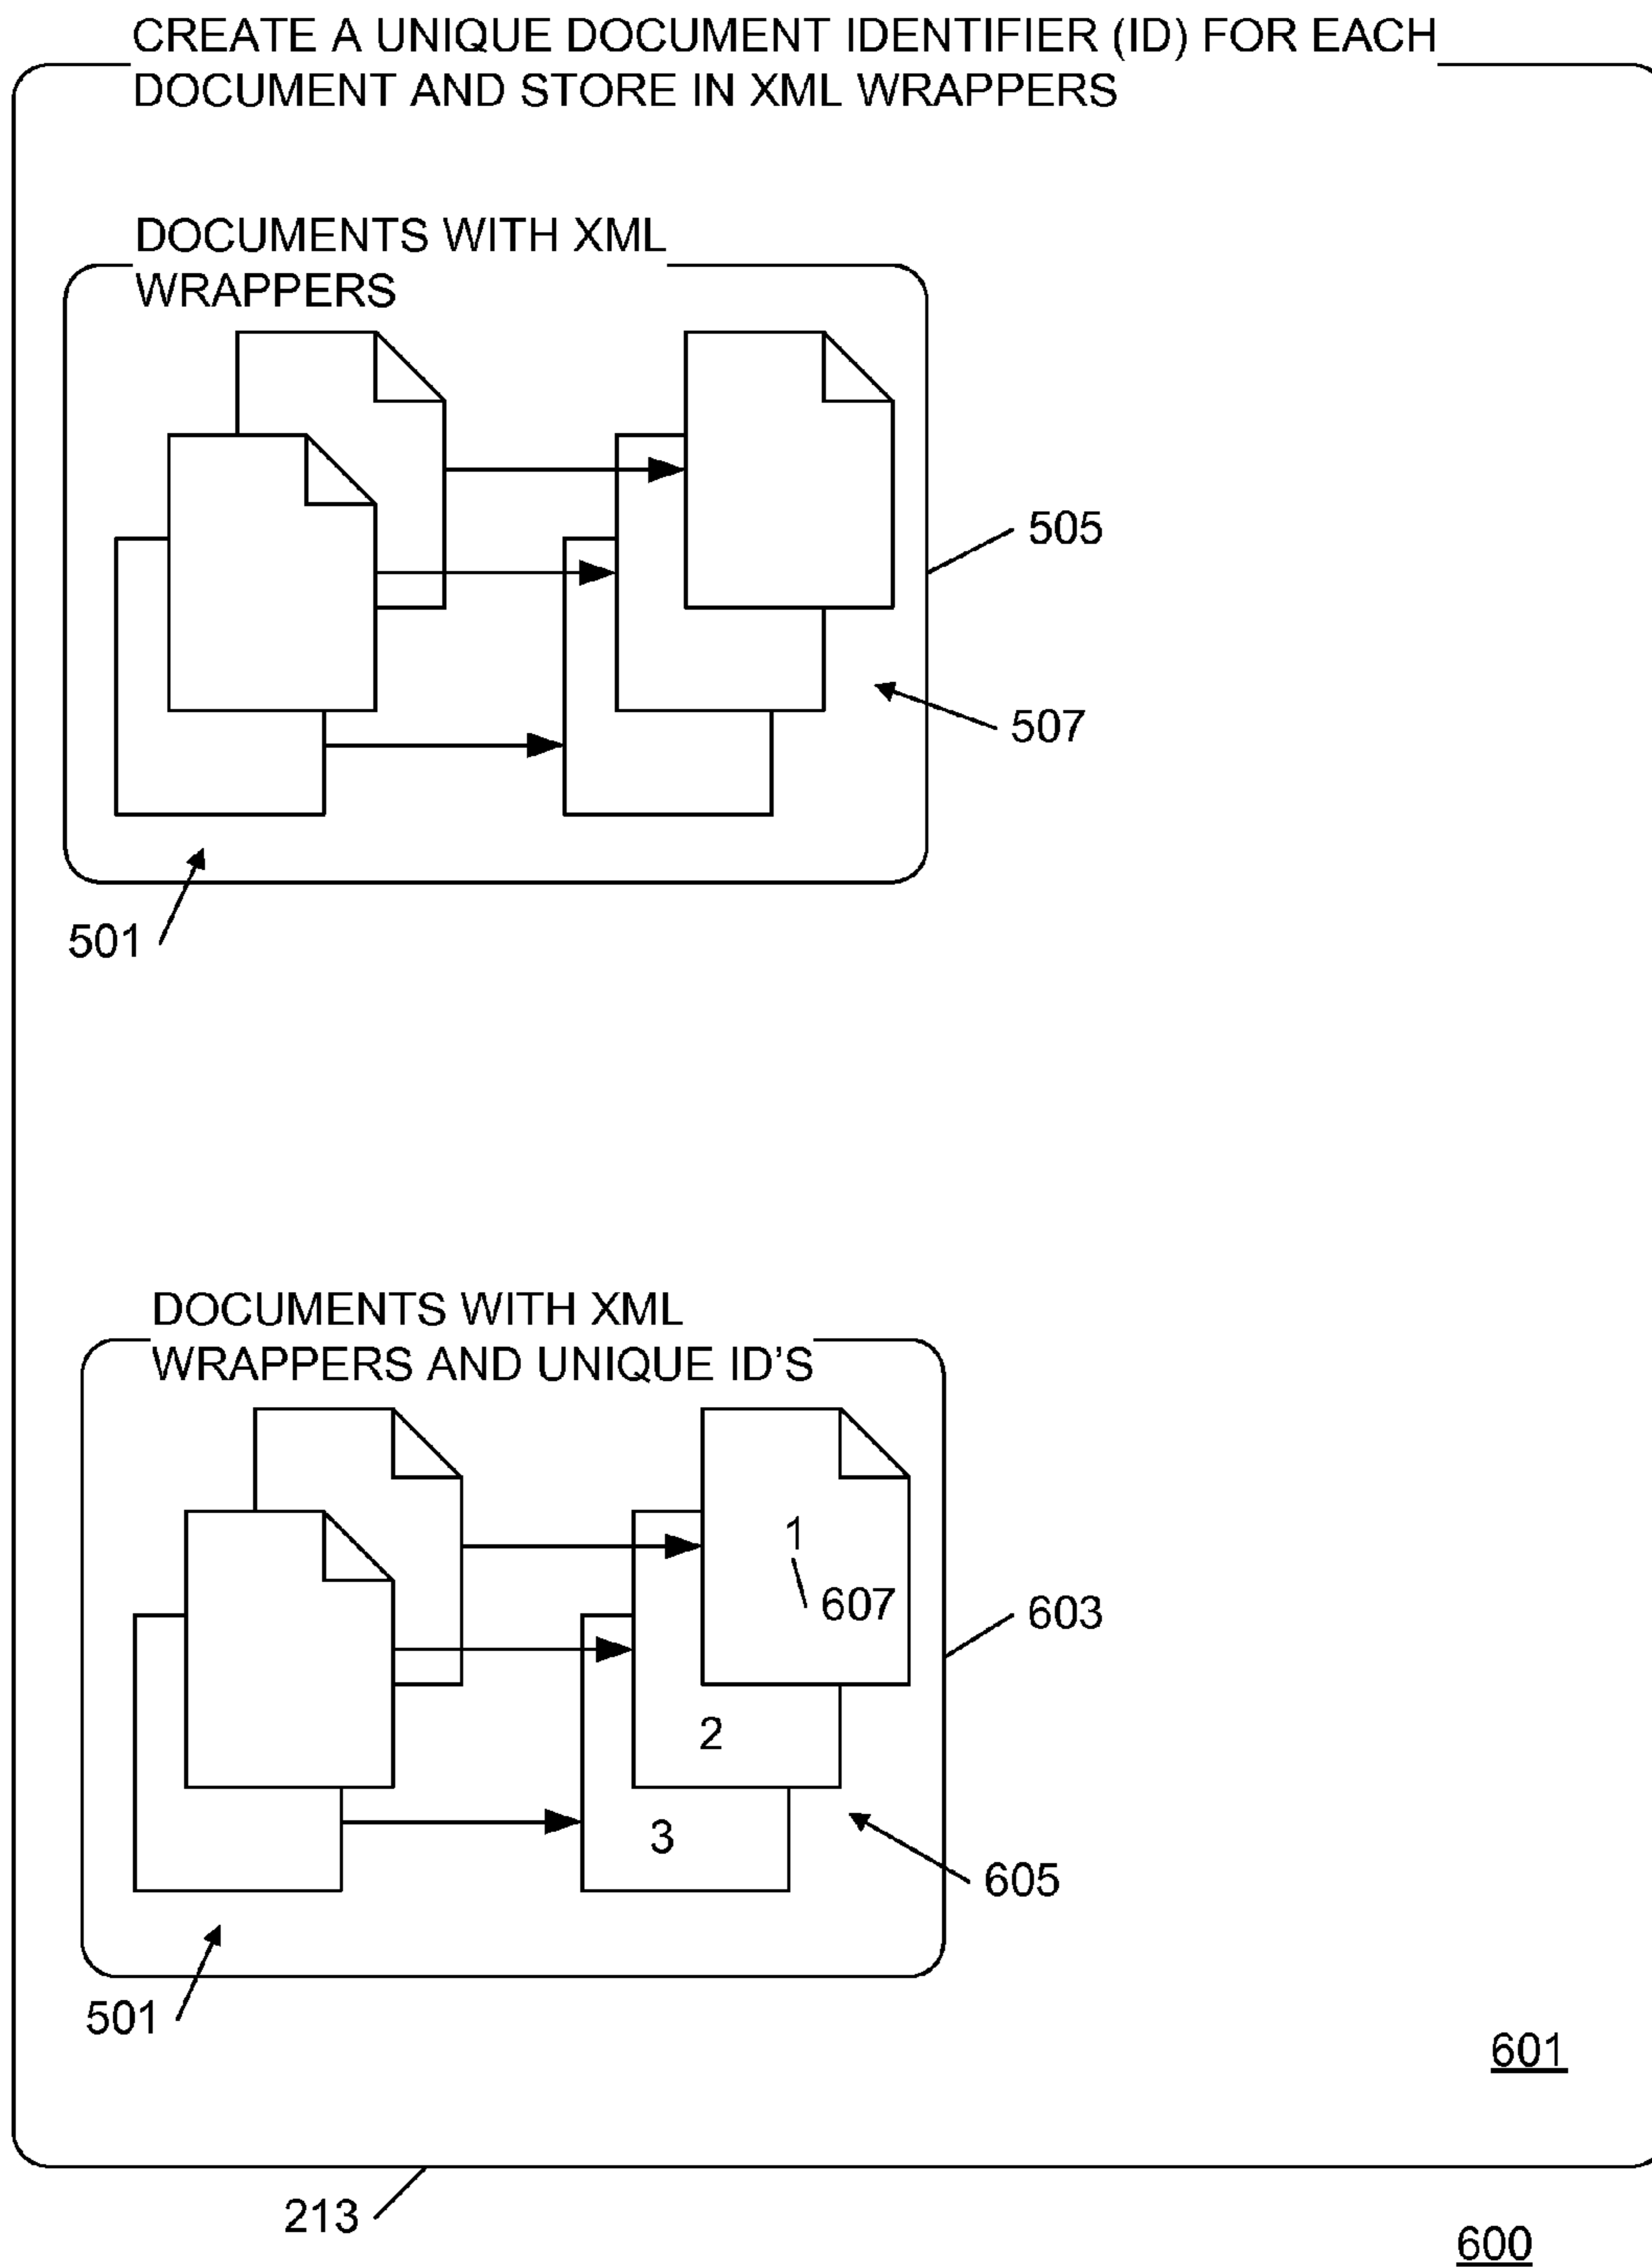 CREATE A UNIQUE DOCUMENT IDENTIFIER (ID) FOR EACH
DOCUMENT AND STORE IN XML WRAPPERS
DOCUMENTS WITH XML
WRAPPERS
505
507
501
DOCUMENTS WITH XML
WRAPPERS AND UNIQUE ID'S
1
607
603
2
3
605
501
601
213
600